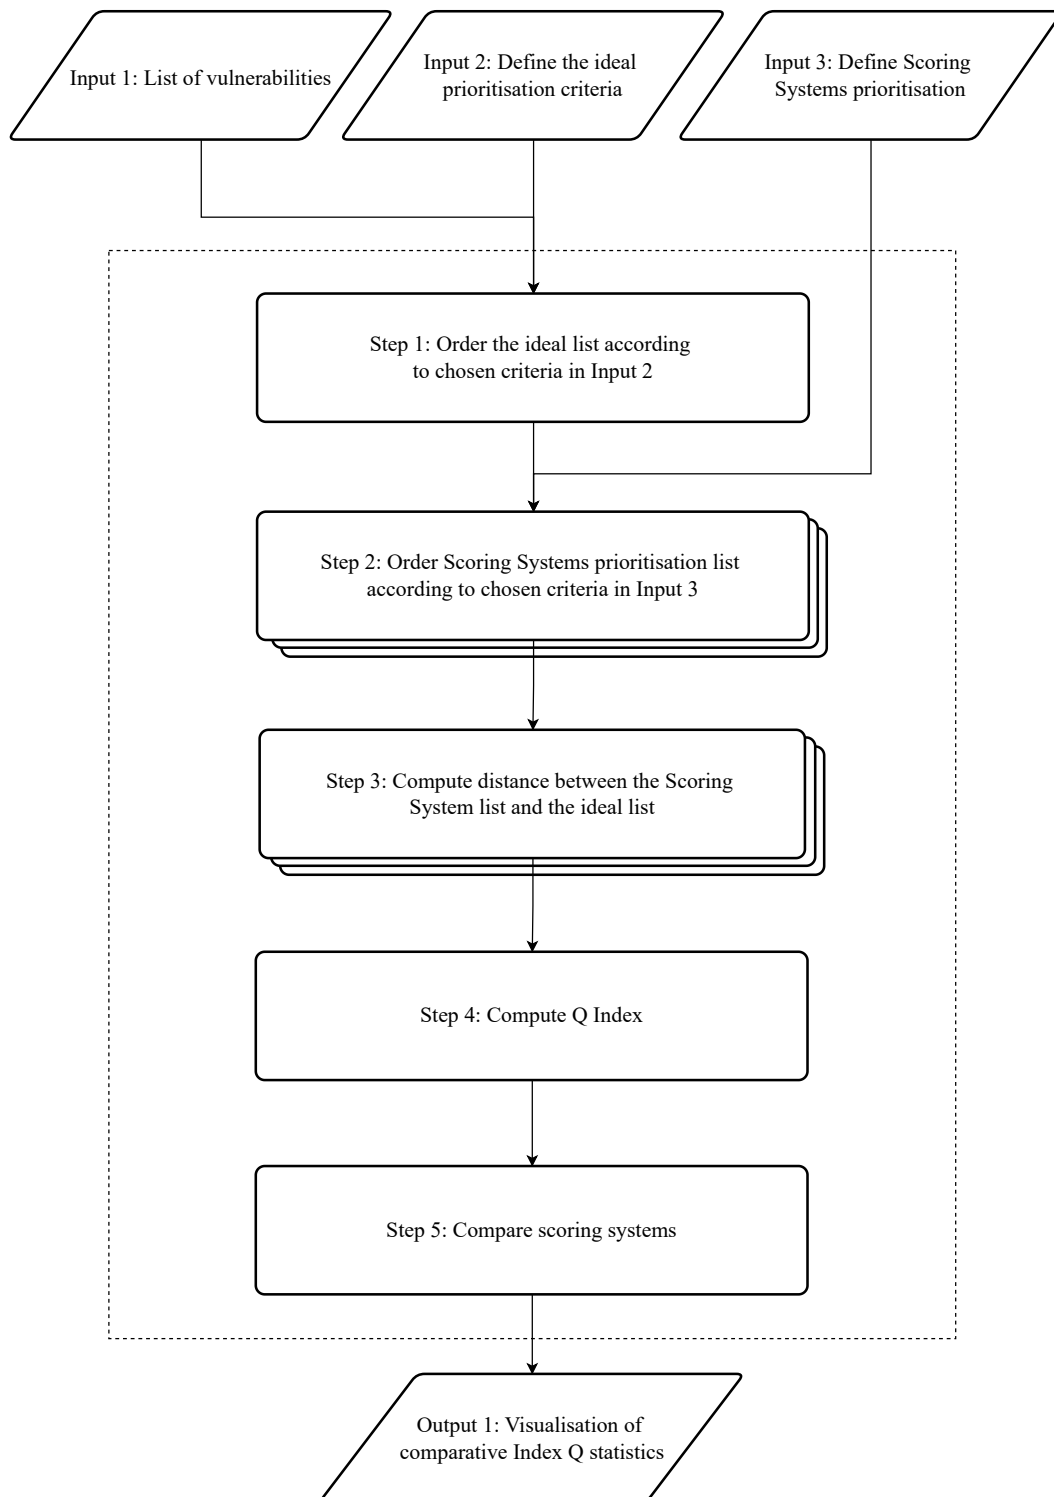 Input 1: List of vulnerabilities
Input 2: Define the ideal
prioritisation criteria
Input 3: Define Scoring
Systems prioritisation
Step 1: Order the ideal list according
to chosen criteria in Input 2
Step 2: Order Scoring Systems prioritisation list
according to chosen criteria in Input 3
Step 3: Compute distance between the Scoring
System list and the ideal list
Step 4: Compute Q Index
Step 5: Compare scoring systems
Output 1: Visualisation of
comparative Index Q statistics